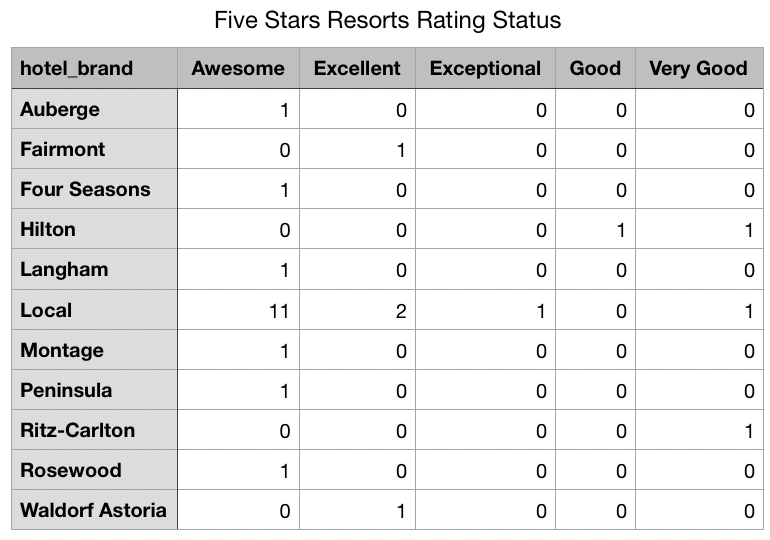 Five Stars Resorts Rating Status
hotel_brand Awesome Excellent Exceptional Good Very Good
Auberge 1 0 0 0 0
Fairmont 0 1 0 0 0
Four Seasons 1 0 0 0 0
Hilton 0 0 0 1 1
Langham 1 0 0 0 0
Local 11 2 1 0 1
Montage 1 0 0 0 0
Peninsula 1 0 0 0 0
Ritz-Carlton 0 0 0 0 1
Rosewood 1 0 0 0 0
Waldorf Astoria 0 1 0 0 0